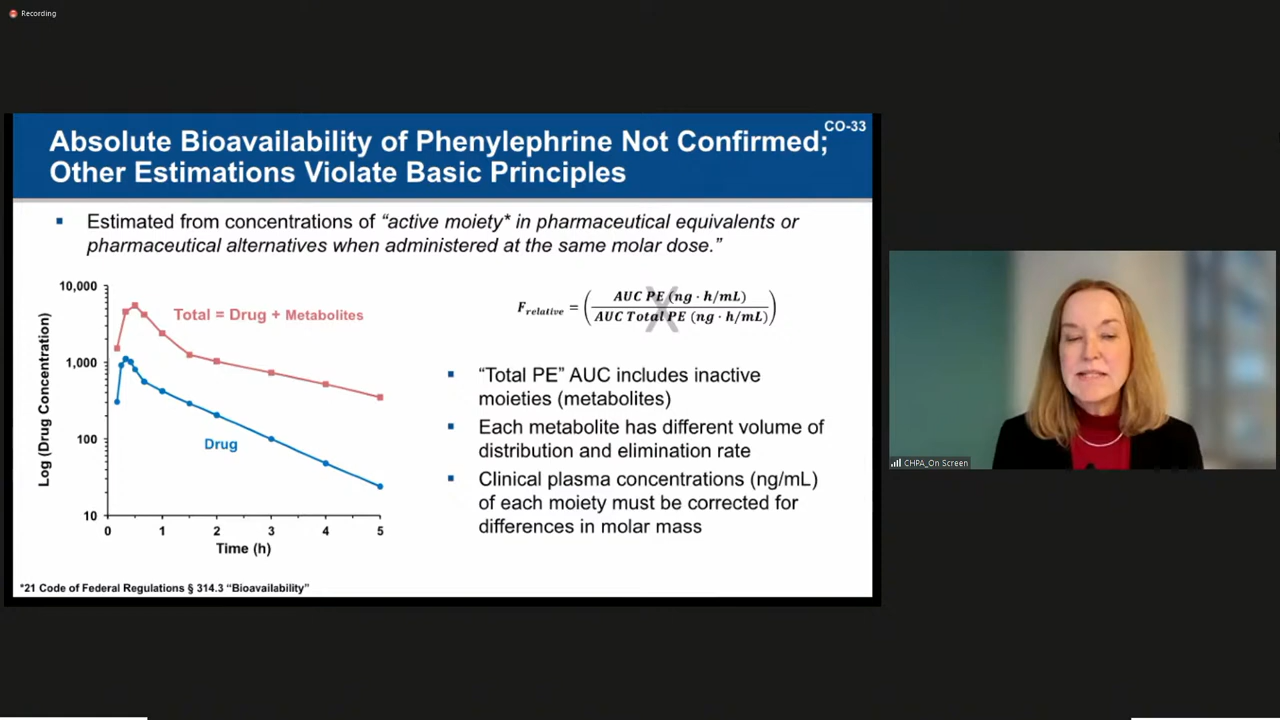 Recording
CO-33
Absolute Bioavailability of Phenylephrine Not Confirmed;
Other Estimations Violate Basic Principles
Estimated from concentrations of “active moiety* in pharmaceutical equivalents or
pharmaceutical alternatives when administered at the same molar dose.”
Log (Drug Concentration)
10,000
1,000
100
10
Total = Drug + Metabolites
Drug
0 1 2 3 4 5
Time (h)
F relative = ( AUC PE (ng · h/mL)
AUC Total PE (ng · h/mL) )
X
“Total PE” AUC includes inactive
moieties (metabolites)
Each metabolite has different volume of
distribution and elimination rate
Clinical plasma concentrations (ng/mL)
of each moiety must be corrected for
differences in molar mass
*21 Code of Federal Regulations § 314.3 “Bioavailability”
CHPA_On Screen